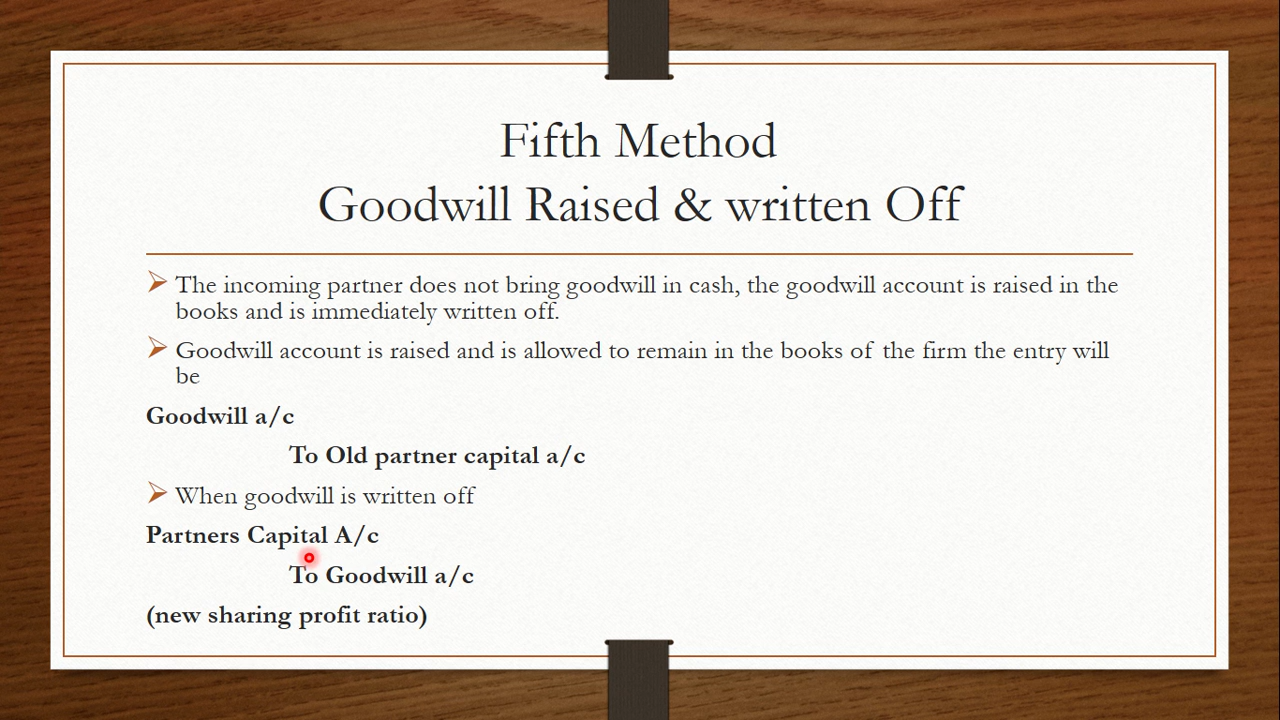 Fifth Method
Goodwill Raised & written Off
The incoming partner does not bring goodwill in cash, the goodwill account is raised in the
books and is immediately written off.
Goodwill account is raised and is allowed to remain in the books of the firm the entry will
be
Goodwill a/c
To Old partner capital a/c
When goodwill is written off
Partners Capital A/c
To Goodwill a/c
(new sharing profit ratio)